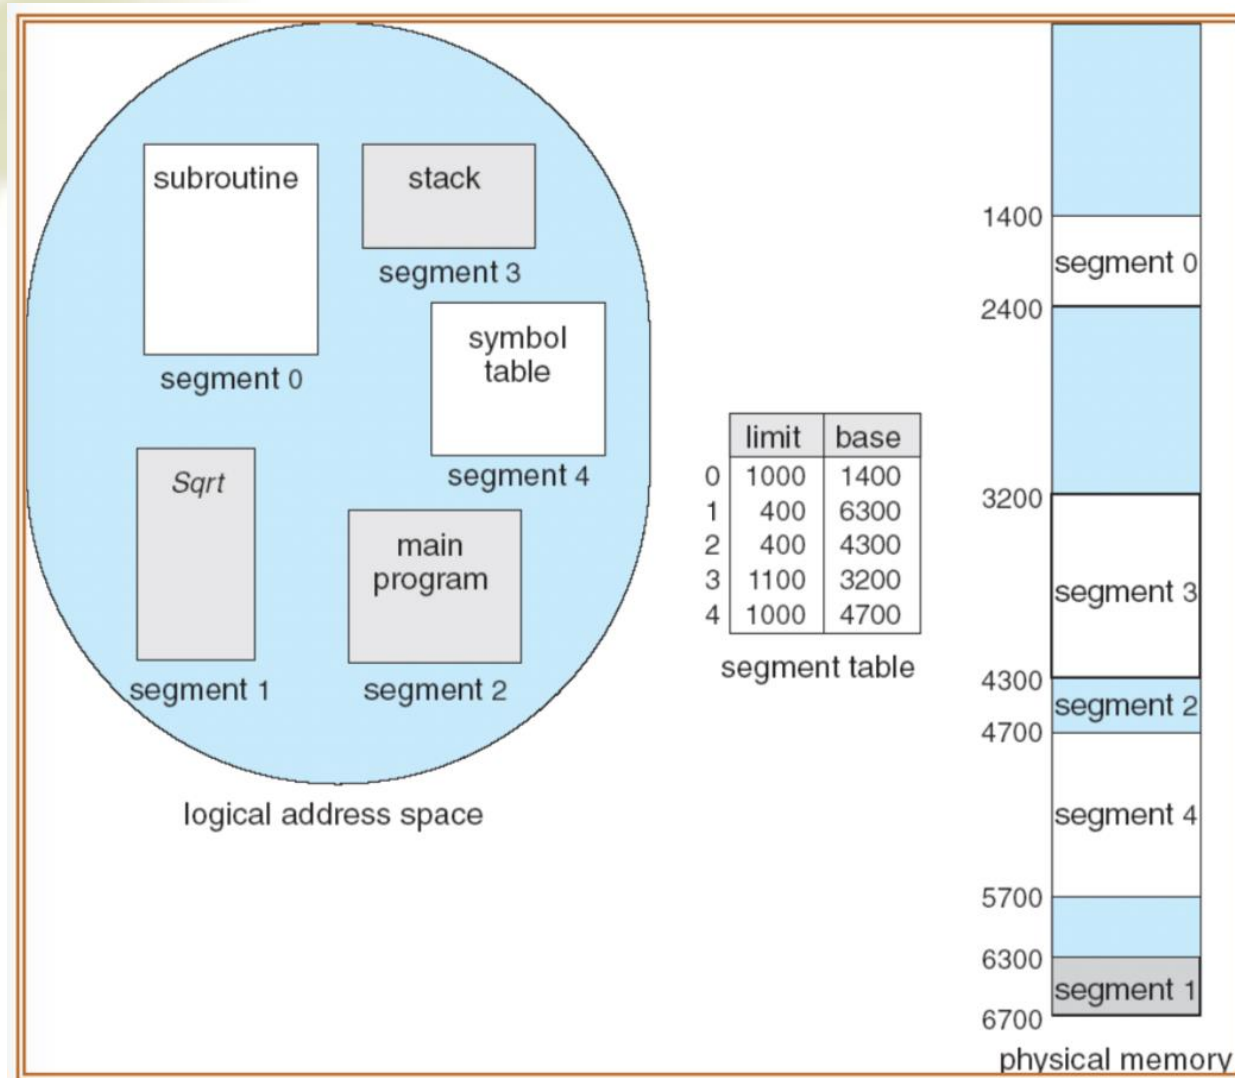 subroutine
stack
segment 3
symbol
table
segment 0
segment 4
Sqrt
main
program
segment 1
segment 2
logical address space
limit base
0 1000 1400
1 400 6300
2 400 4300
3 1100 3200
4 1000 4700
segment table
1400
segment 0
2400
3200
segment 3
4300
segment 2
4700
segment 4
5700
6300
segment 1
6700
physical memory